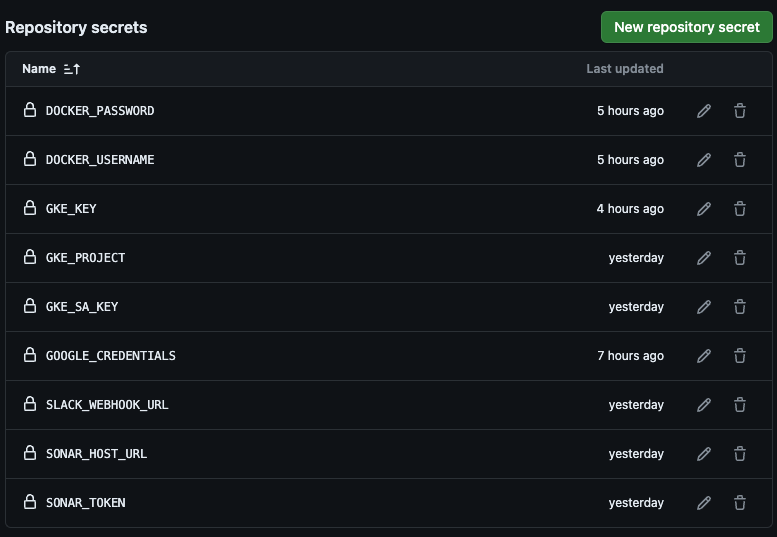 Repository secrets
New repository secret
Name
Last updated
DOCKER_PASSWORD 5 hours ago
DOCKER_USERNAME 5 hours ago
GKE_KEY 4 hours ago
GKE_PROJECT yesterday
GKE_SA_KEY yesterday
GOOGLE_CREDENTIALS 7 hours ago
SLACK_WEBHOOK_URL yesterday
SONAR_HOST_URL yesterday
SONAR_TOKEN yesterday